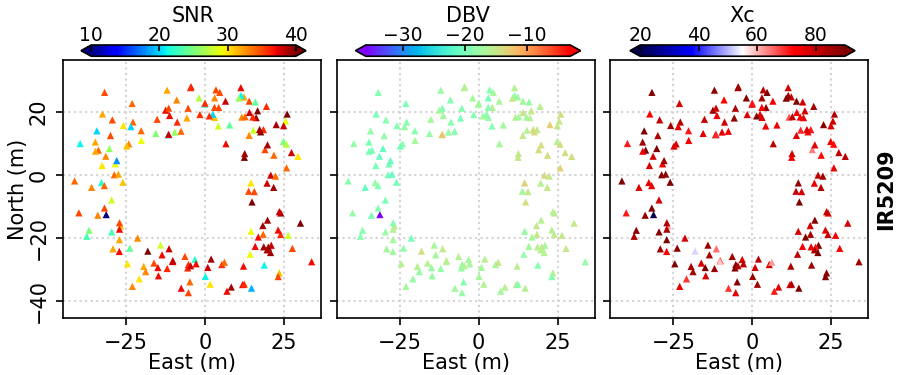 SNR DBV Xc
10 20 30 40 −30 −20 −10 20 40 60 80
North (m)
20
0
−20
−40
IR5209
−25 0 25 −25 0 25 −25 0 25
East (m) East (m) East (m)